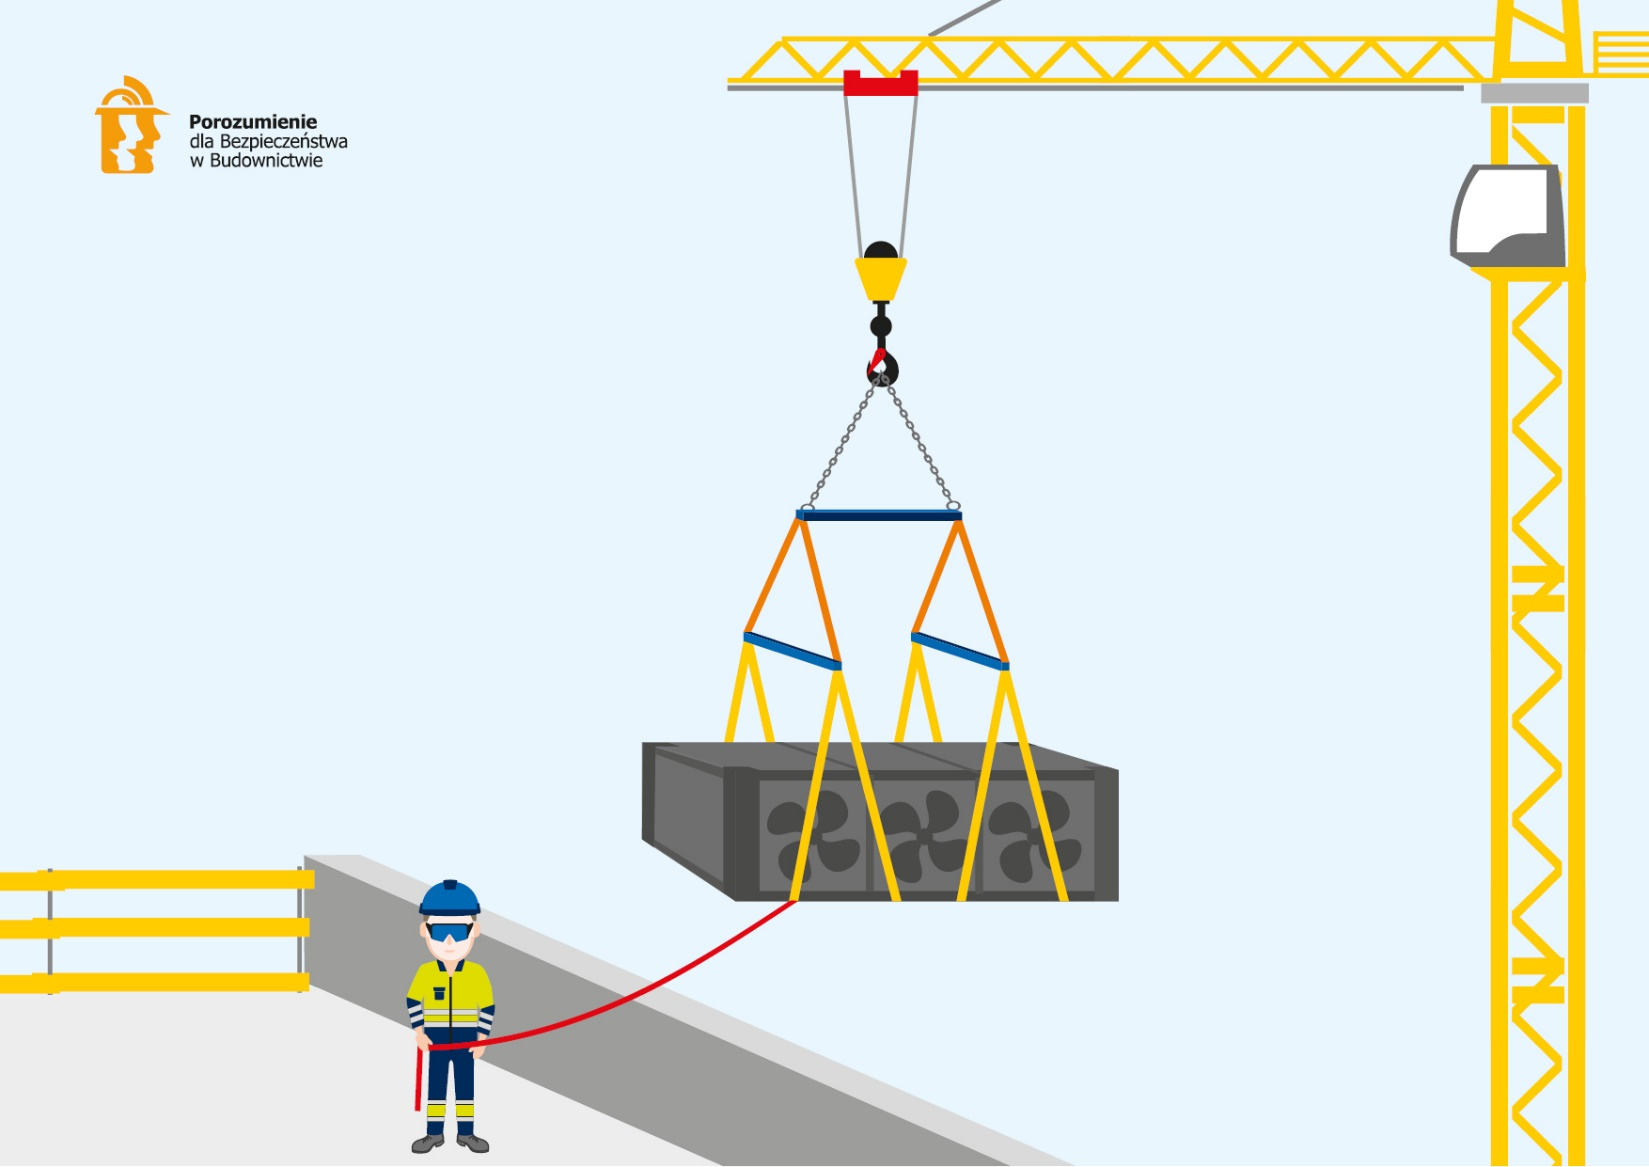 Porozumienie
dla Bezpieczeństwa
w Budownictwie